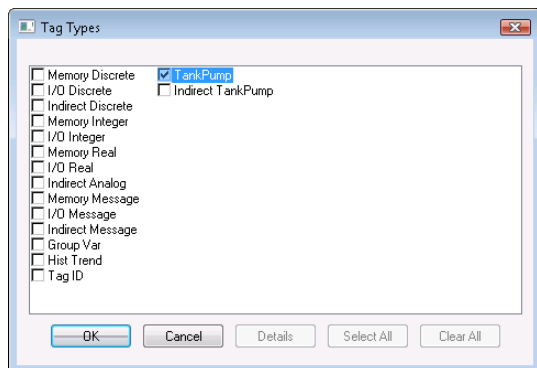 Tag Types
Memory Discrete
I/O Discrete
Indirect Discrete
Memory Integer
I/O Integer
Memory Real
I/O Real
Indirect Analog
Memory Message
I/O Message
Indirect Message
Group Var
Hist Trend
Tag ID
TankPump
Indirect TankPump
OK
Cancel
Details
Select All
Clear All